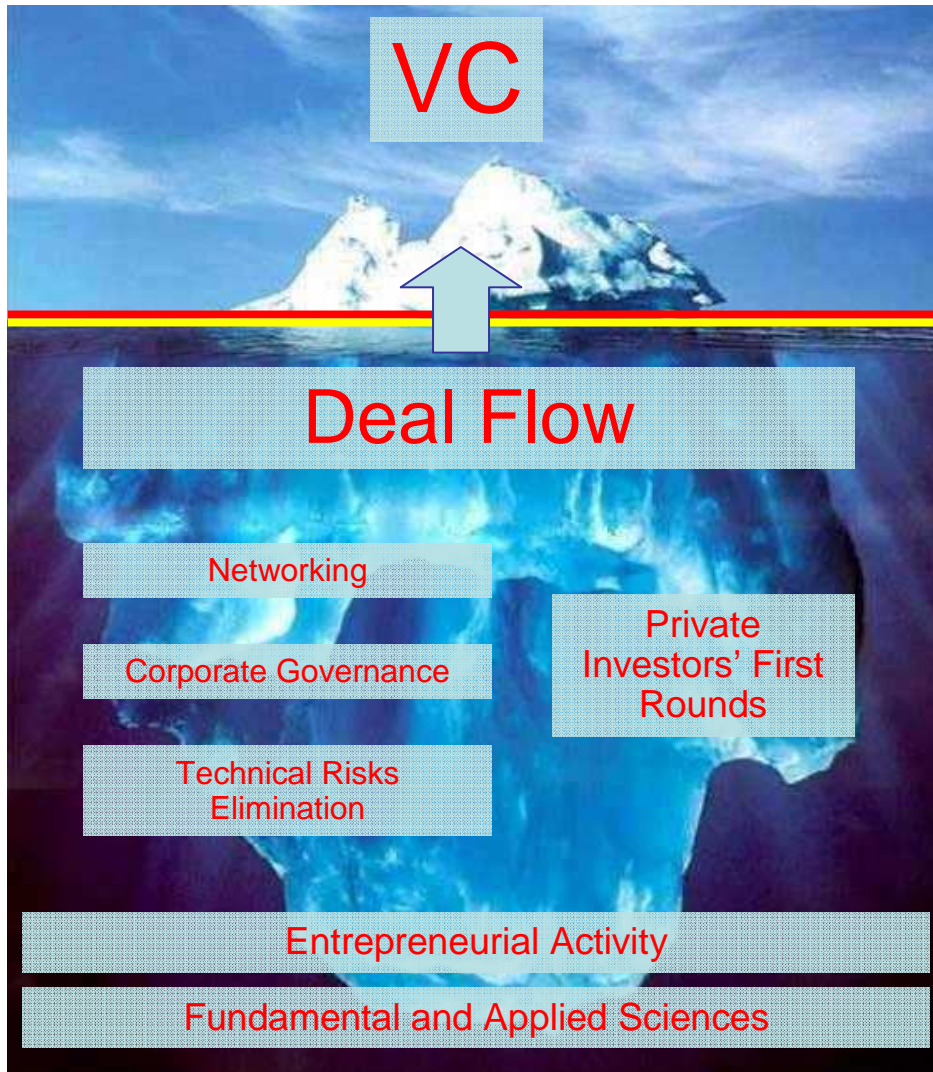 VC
Deal Flow
Networking
Corporate Governance
Technical Risks
Elimination
Private
Investors’ First
Rounds
Entrepreneurial Activity
Fundamental and Applied Sciences